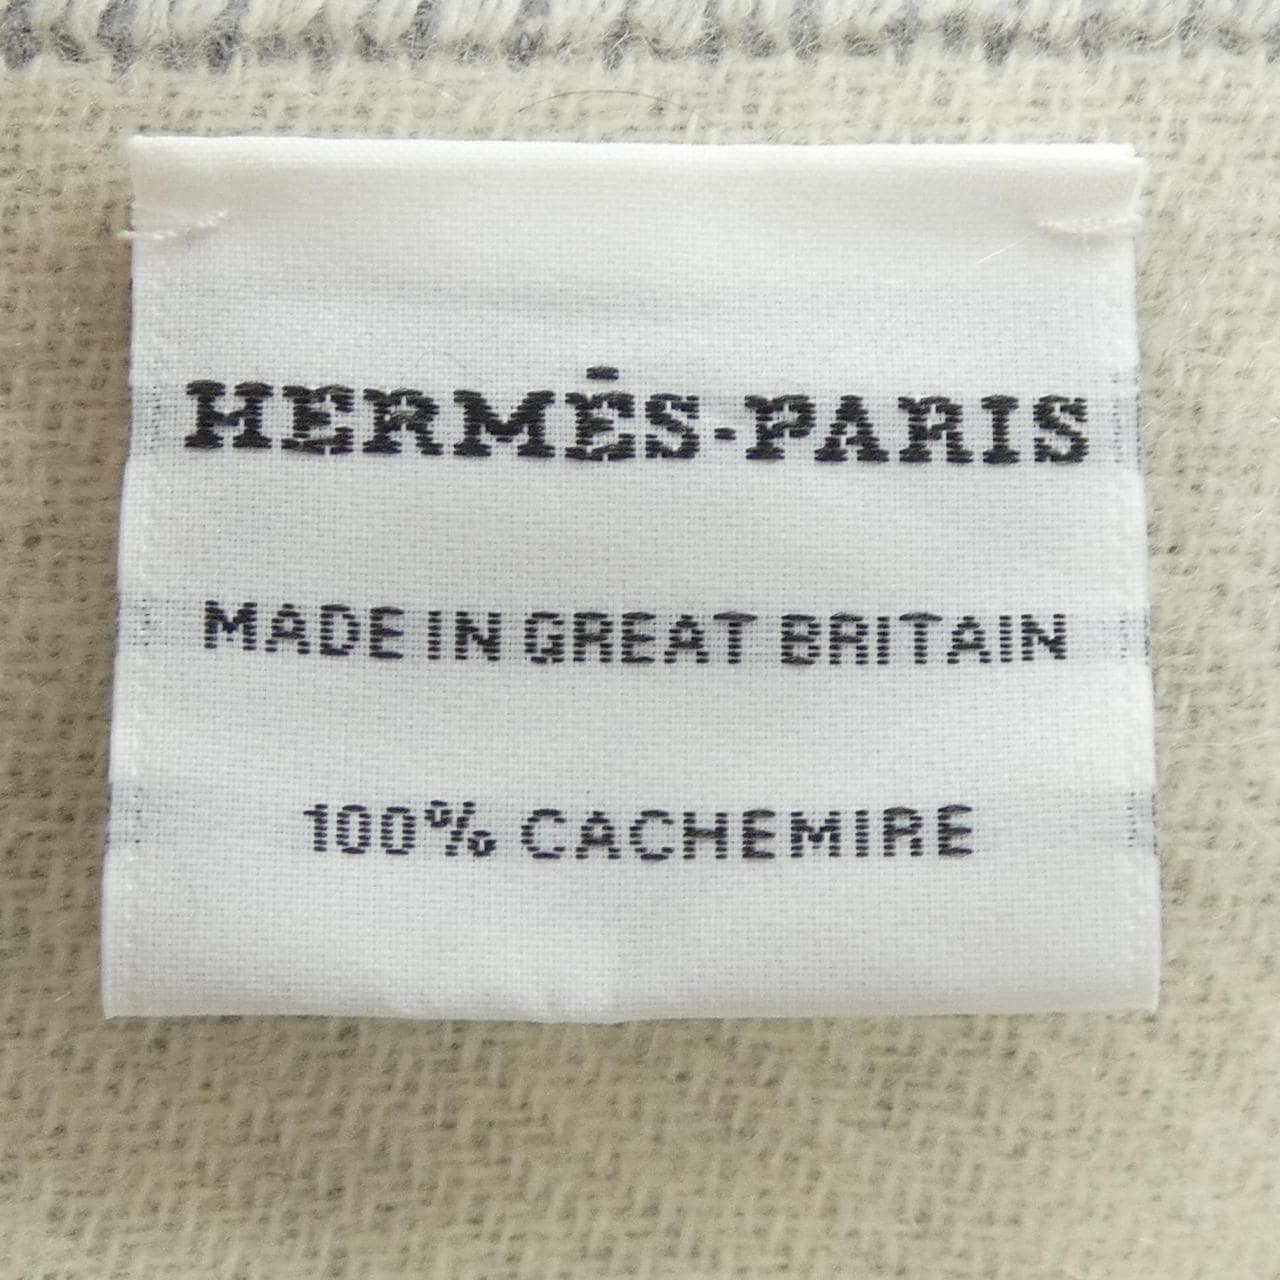 HERMÈS-PARIS
MADE IN GREAT BRITAIN
100% CACHEMIRE